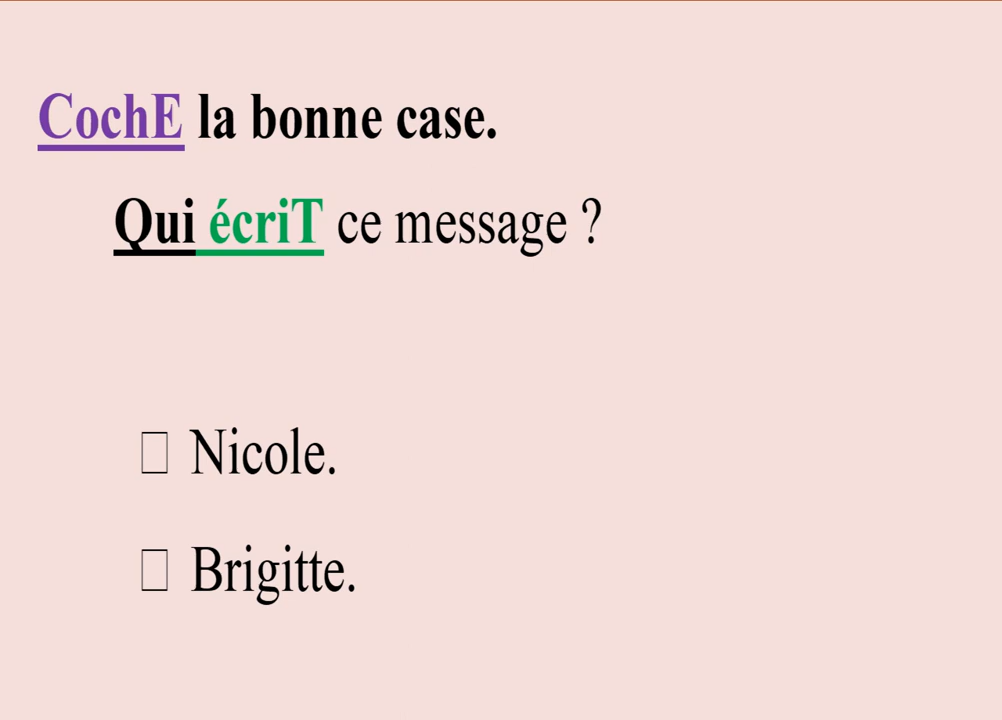 CochE la bonne case.
Qui écriT ce message ?
☐ Nicole.
☐ Brigitte.